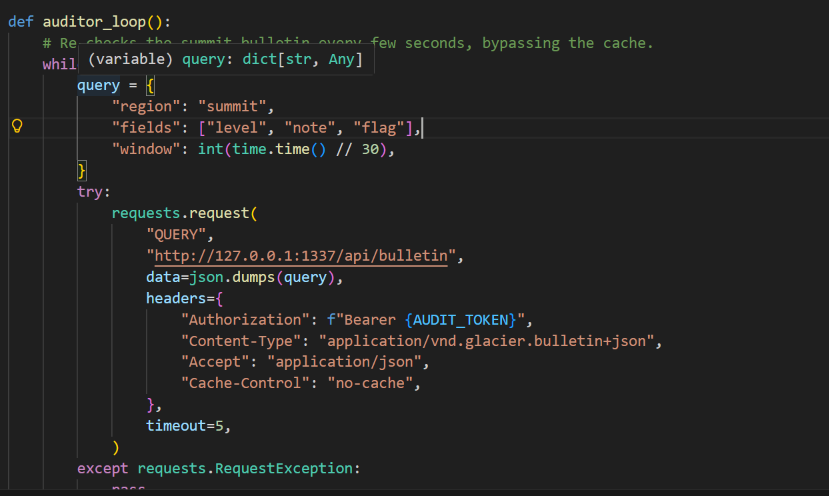 def auditor_loop():
    # Re-checks the summit bulletin every few seconds, bypassing the cache.
    whil
(variable) query: dict[str, Any]
        query = {
            "region": "summit",
            "fields": ["level", "note", "flag"],
            "window": int(time.time() // 30),
        }
        try:
            requests.request(
                "QUERY",
                "http://127.0.0.1:1337/api/bulletin",
                data=json.dumps(query),
                headers={
                    "Authorization": f"Bearer {AUDIT_TOKEN}",
                    "Content-Type": "application/vnd.glacier.bulletin+json",
                    "Accept": "application/json",
                    "Cache-Control": "no-cache",
                },
                timeout=5,
            )
        except requests.RequestException:
            pass